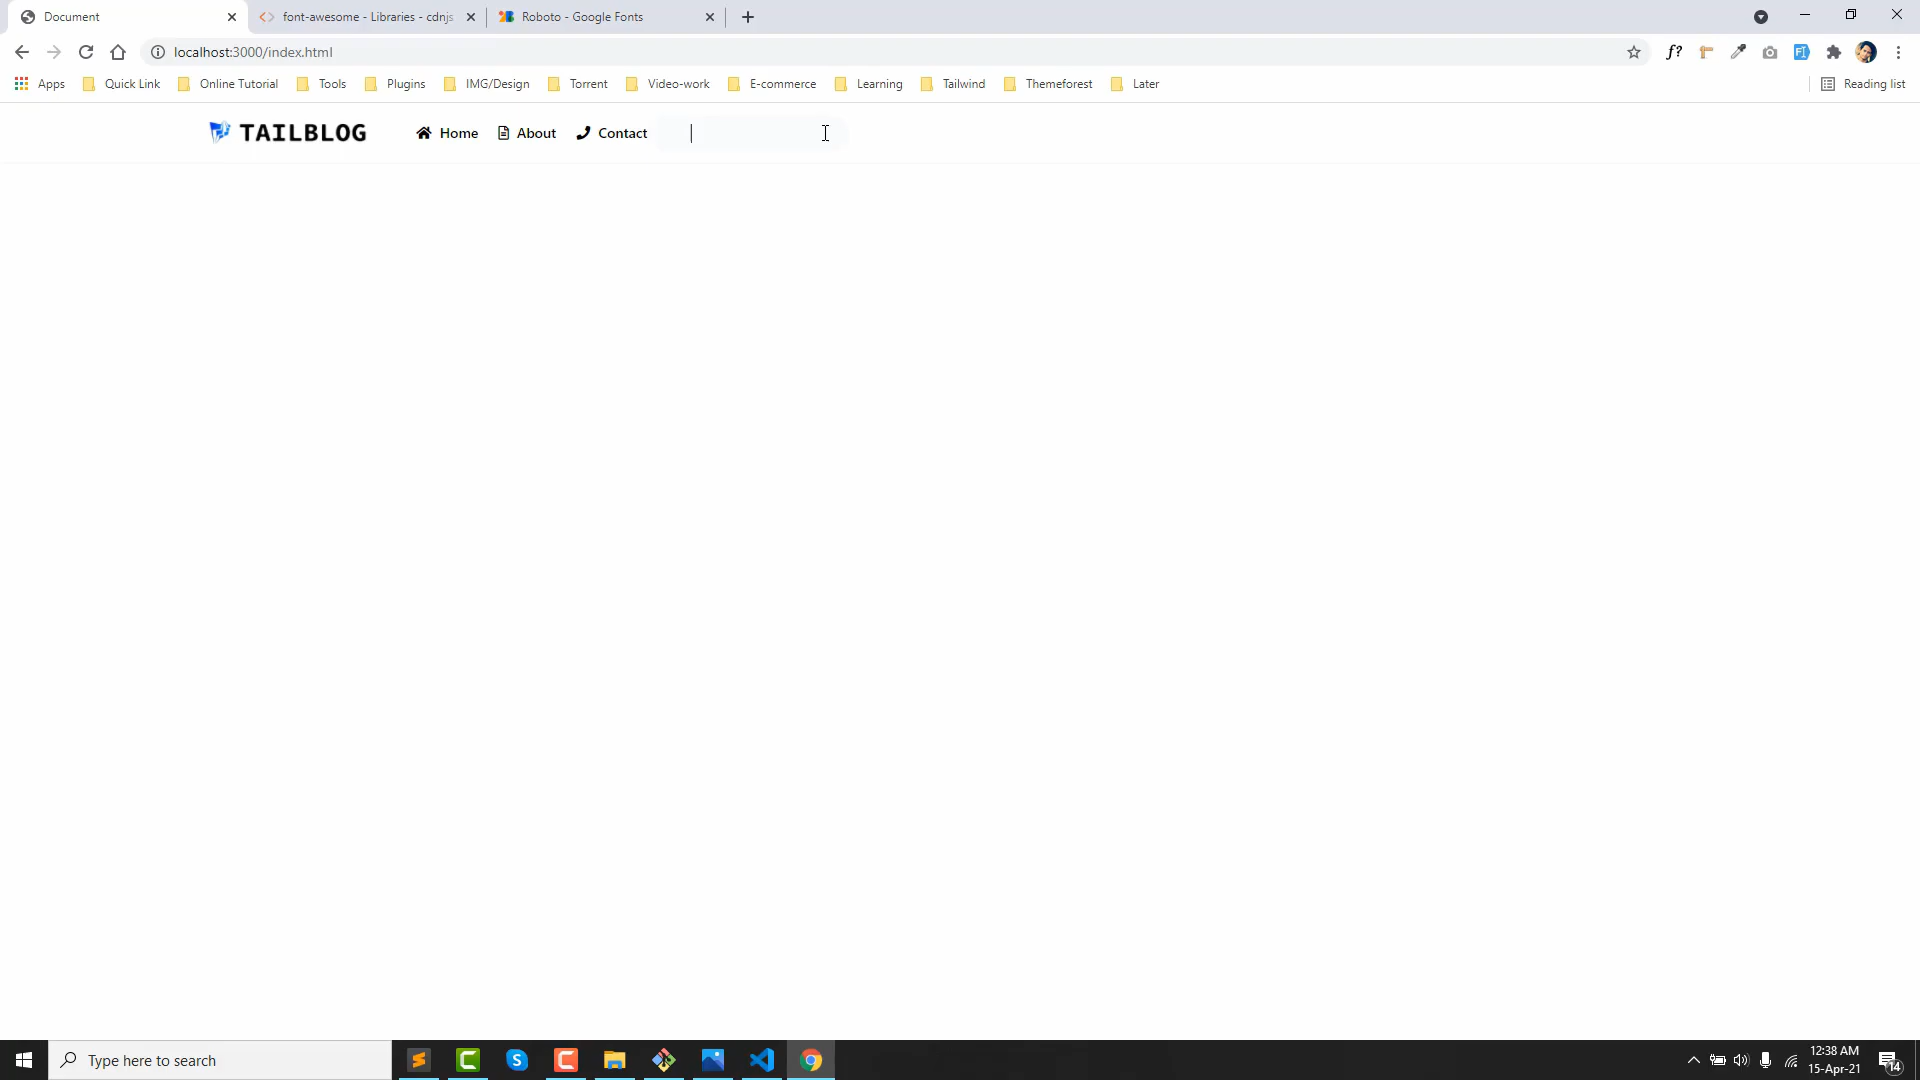 Document
font-awesome - Libraries - cdnjs
Roboto - Google Fonts
localhost:3000/index.html
f?
FI
Apps
Quick Link
Online Tutorial
Tools
Plugins
IMG/Design
Torrent
Video-work
E-commerce
Learning
Tailwind
Themeforest
Later
Reading list
TAILBLOG
Home
About
Contact
Type here to search
12:38 AM
15-Apr-21
14